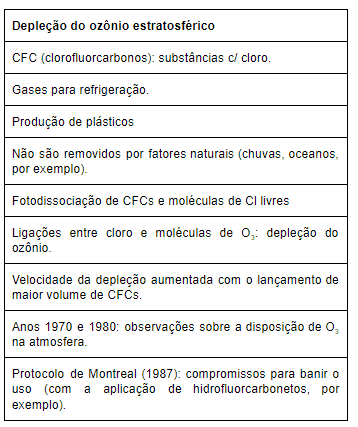 Depleção do ozônio estratosférico
CFC (clorofluorcarbonos): substâncias c/ cloro.
Gases para refrigeração.
Produção de plásticos
Não são removidos por fatores naturais (chuvas, oceanos,
por exemplo).
Fotodissociação de CFCs e moléculas de Cl livres
Ligações entre cloro e moléculas de O₃: depleção do
ozônio.
Velocidade da depleção aumentada com o lançamento de
maior volume de CFCs.
Anos 1970 e 1980: observações sobre a disposição de O₃
na atmosfera.
Protocolo de Montreal (1987): compromissos para banir o
uso (com a aplicação de hidrofluorcarbonetos, por
exemplo).